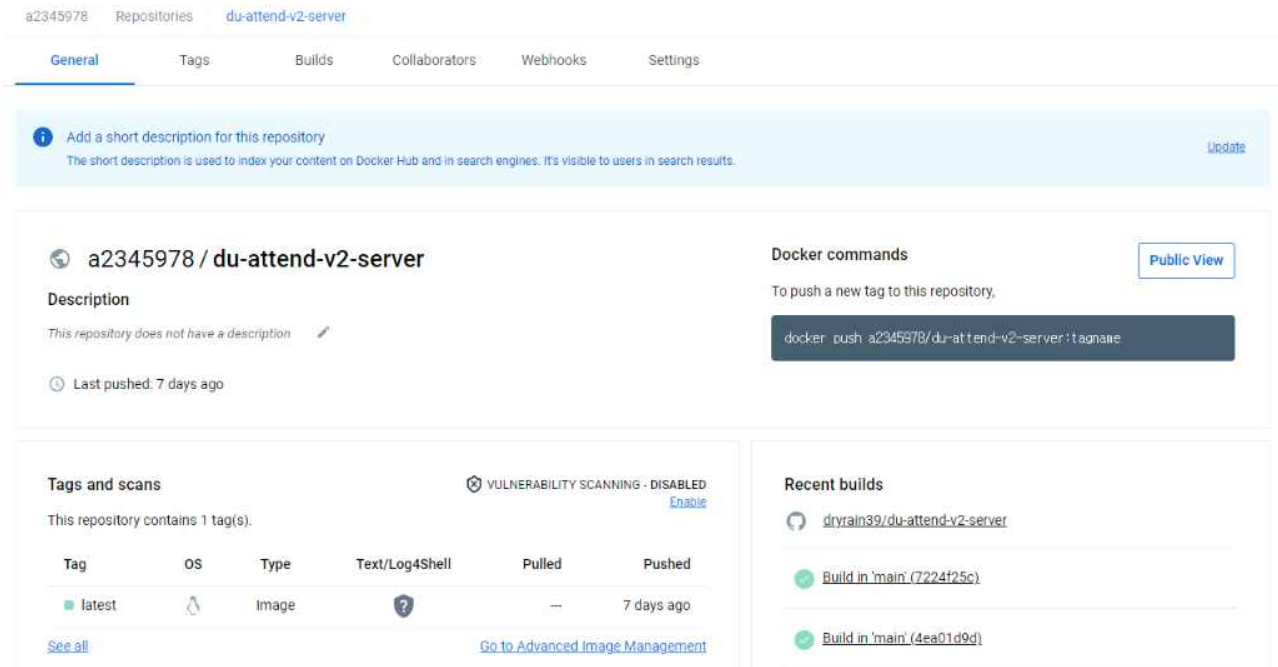 a2345978 Repositories du-attend-v2-server
General Tags Builds Collaborators Webhooks Settings
Add a short description for this repository
The short description is used to index your content on Docker Hub and in search engines. It's visible to users in search results.
Update
a2345978 / du-attend-v2-server
Description
This repository does not have a description
Last pushed: 7 days ago
Docker commands
Public View
To push a new tag to this repository,
docker push a2345978/du-attend-v2-server:tagname
Tags and scans
VULNERABILITY SCANNING - DISABLED
Enable
This repository contains 1 tag(s).
Tag OS Type Text/Log4Shell Pulled Pushed
latest Image --- 7 days ago
See all
Go to Advanced Image Management
Recent builds
dryrain39/du-attend-v2-server
Build in 'main' (7224f25c)
Build in 'main' (4ea01d9d)